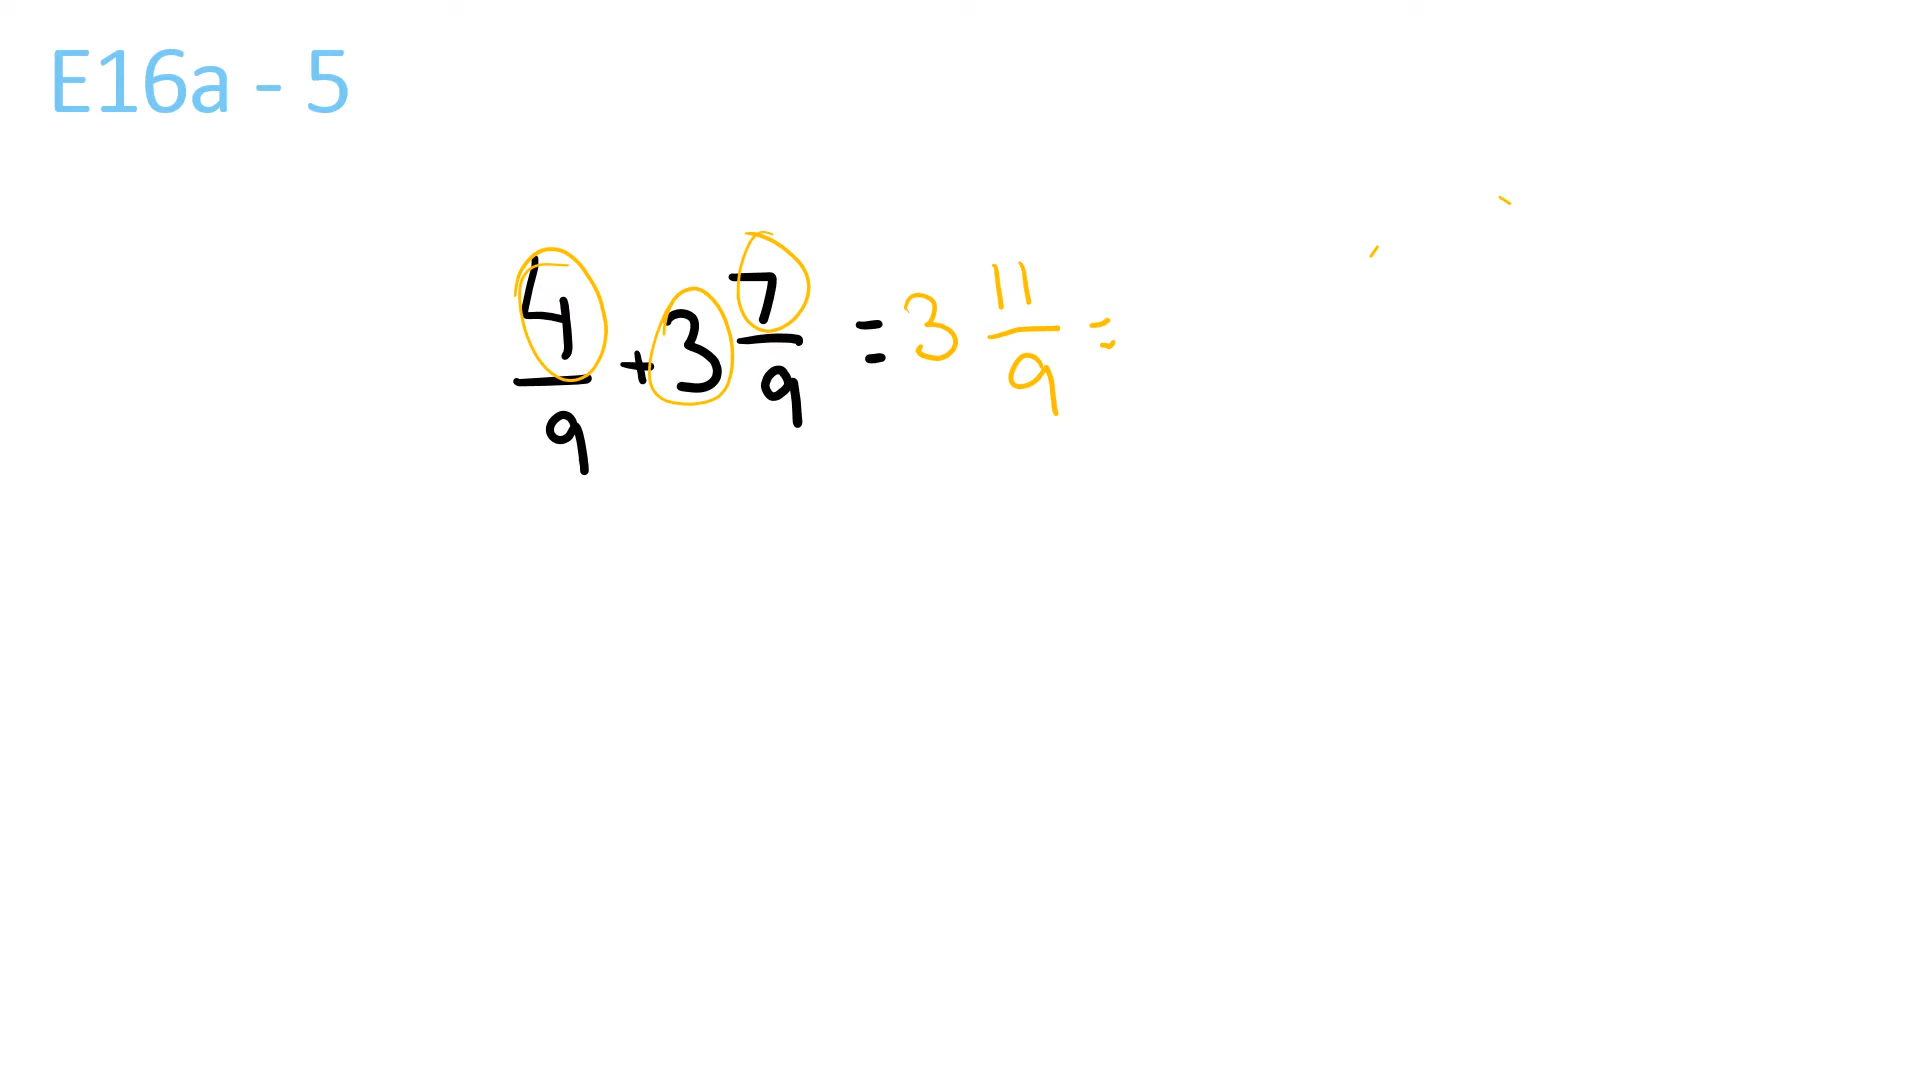 E16a - 5
4/9 + 3 7/9 = 3 11/9 =